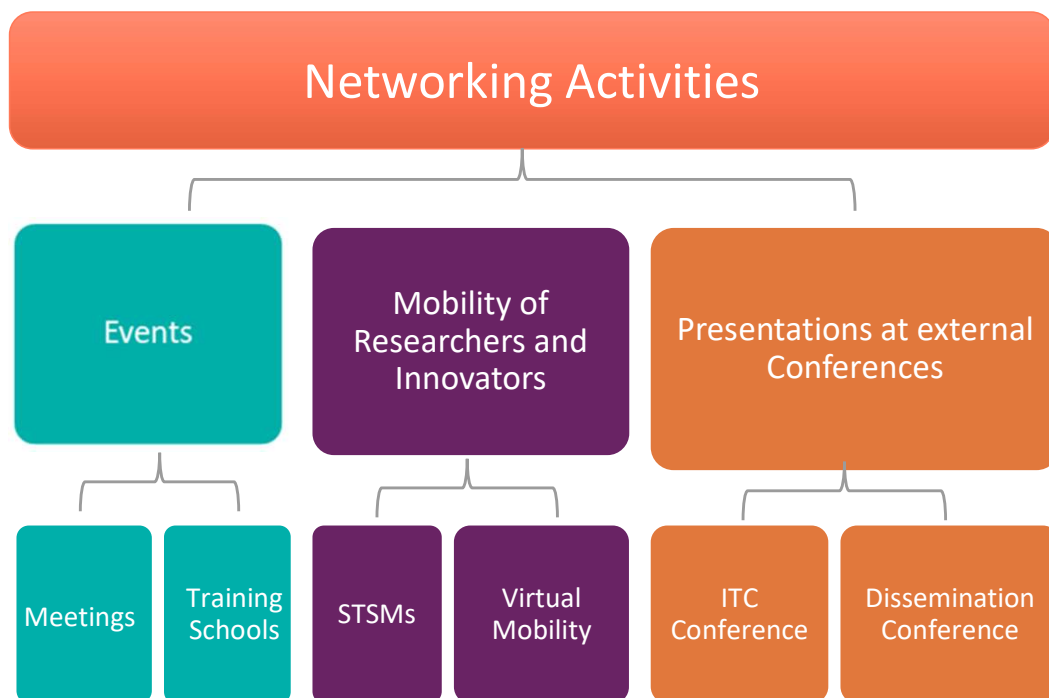 Networking Activities
Events
Mobility of
Researchers and
Innovators
Presentations at external
Conferences
Meetings
Training
Schools
STSMs
Virtual
Mobility
ITC
Conference
Dissemination
Conference